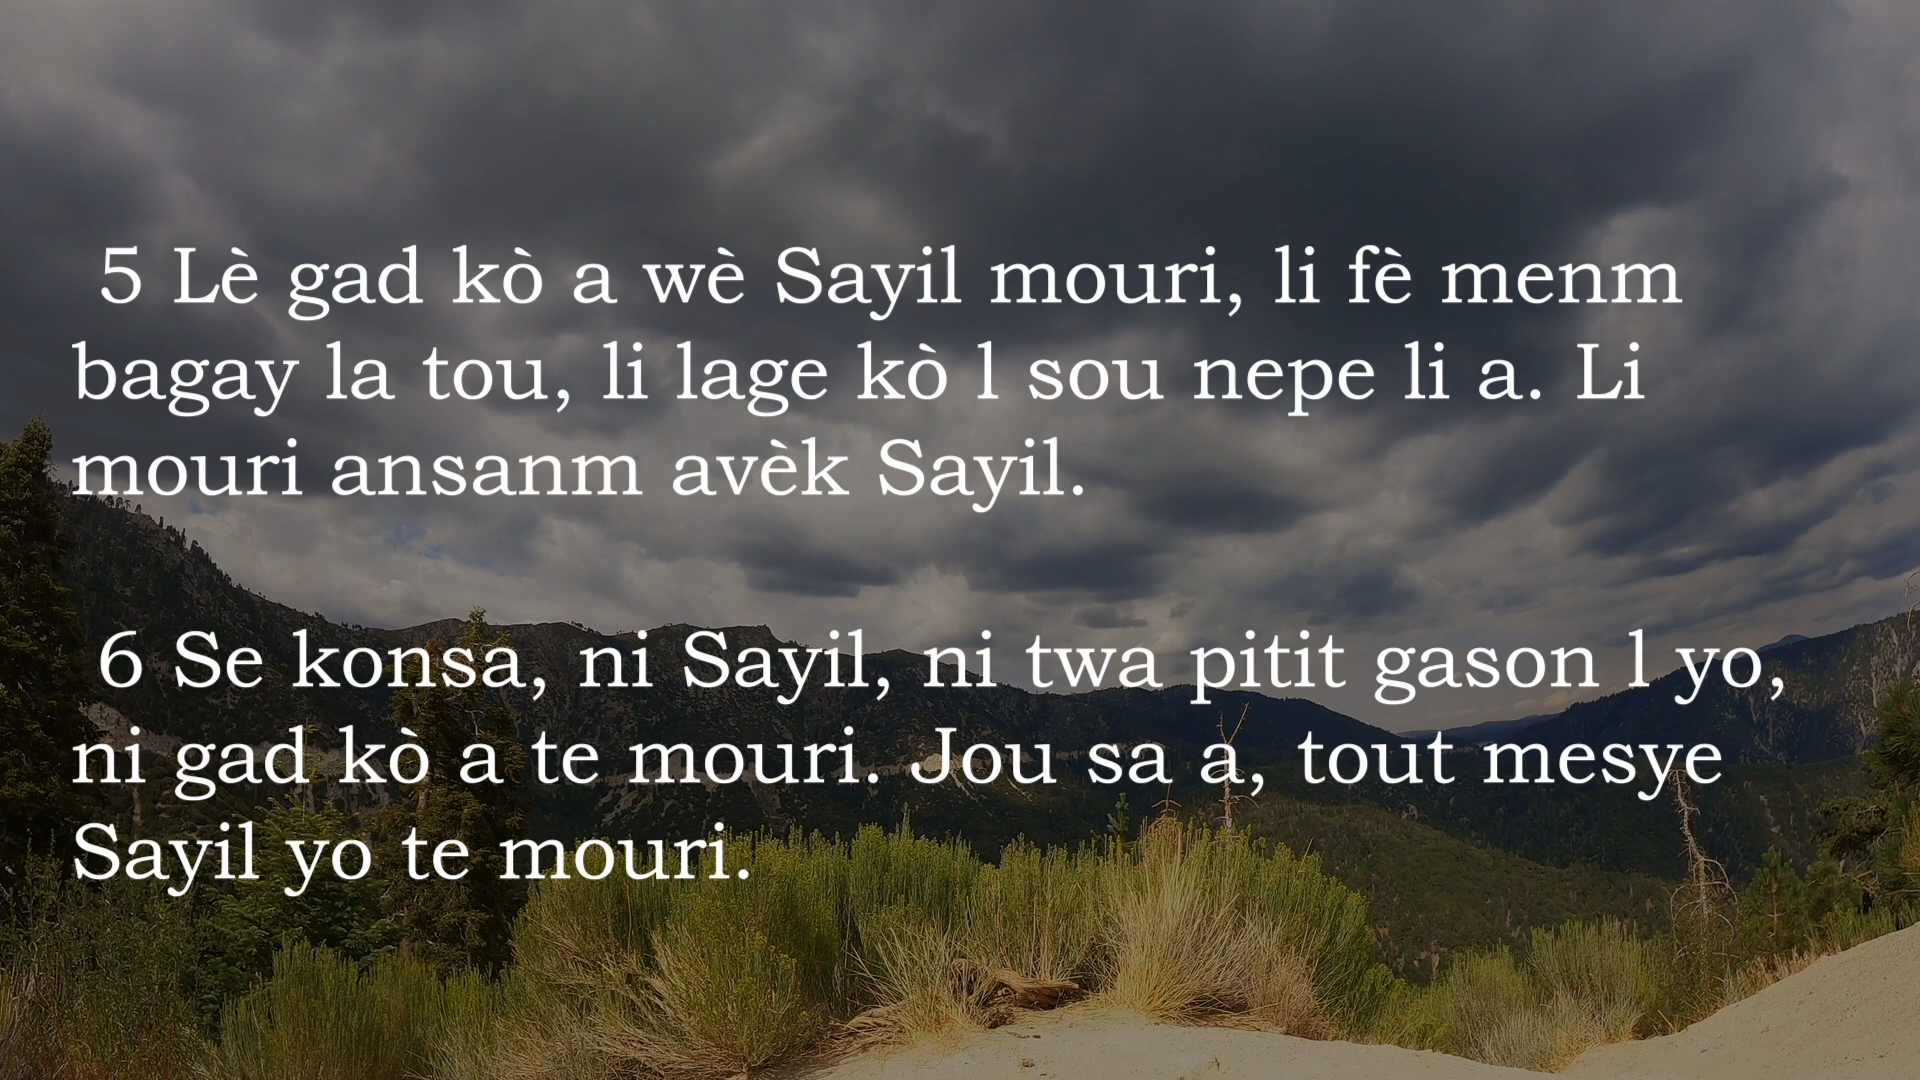 5 Lè gad kò a wè Sayil mouri, li fè menm
bagay la tou, li lage kò l sou nepe li a. Li
mouri ansanm avèk Sayil.
6 Se konsa, ni Sayil, ni twa pitit gason l yo,
ni gad kò a te mouri. Jou sa a, tout mesye
Sayil yo te mouri.